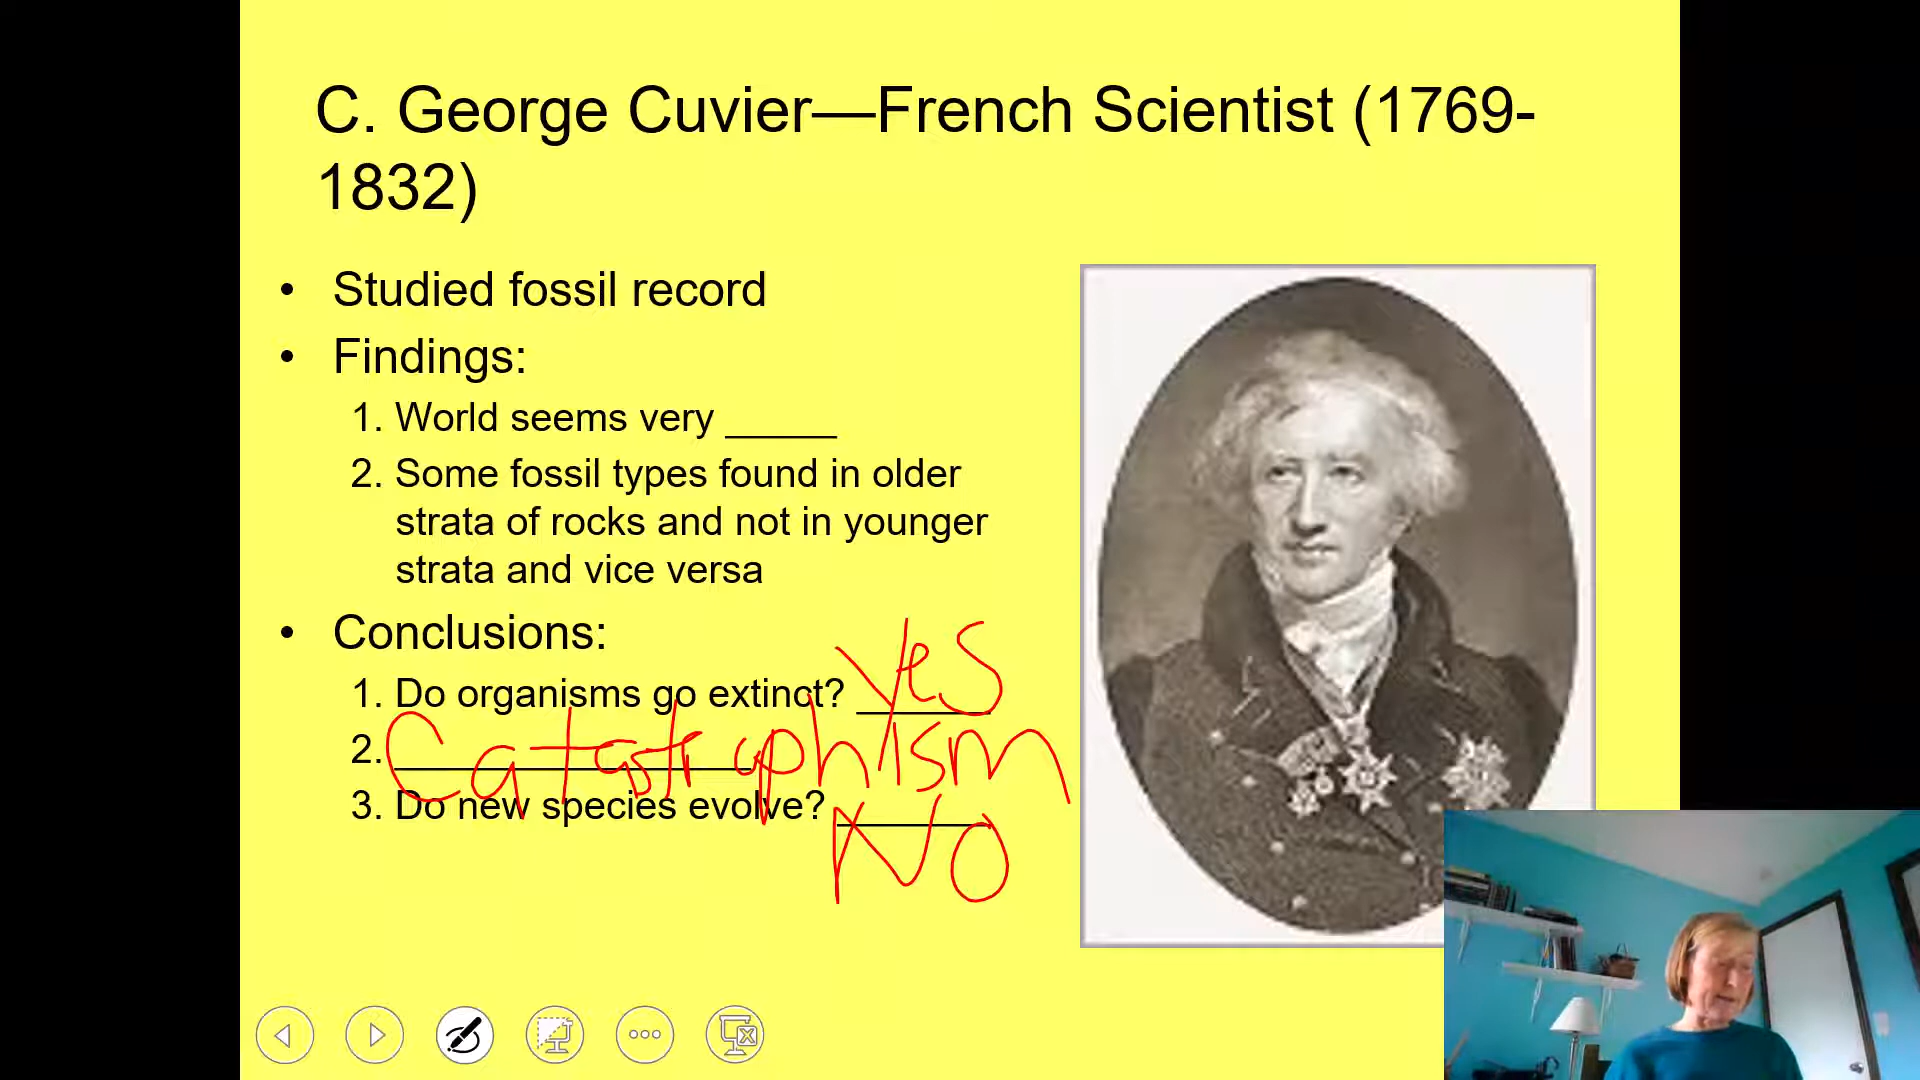 C. George Cuvier—French Scientist (1769-
1832)
• Studied fossil record
• Findings:
1. World seems very _____
2. Some fossil types found in older
strata of rocks and not in younger
strata and vice versa
• Conclusions:
1. Do organisms go extinct? Yes
2. Catastraphism
3. Do new species evolve? No